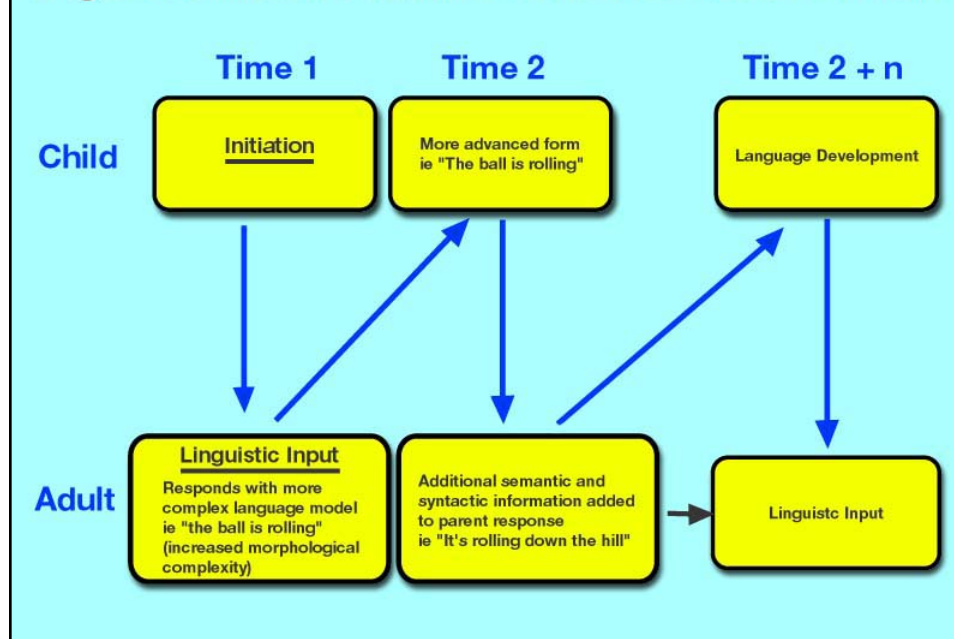 Time 1
Time 2
Time 2 + n
Child
Initiation
More advanced form
ie "The ball is rolling"
Language Development
Adult
Linguistic Input
Responds with more
complex language model
ie "the ball is rolling"
(increased morphological
complexity)
Additional semantic and
syntactic information added
to parent response
ie "It's rolling down the hill"
Linguistc Input